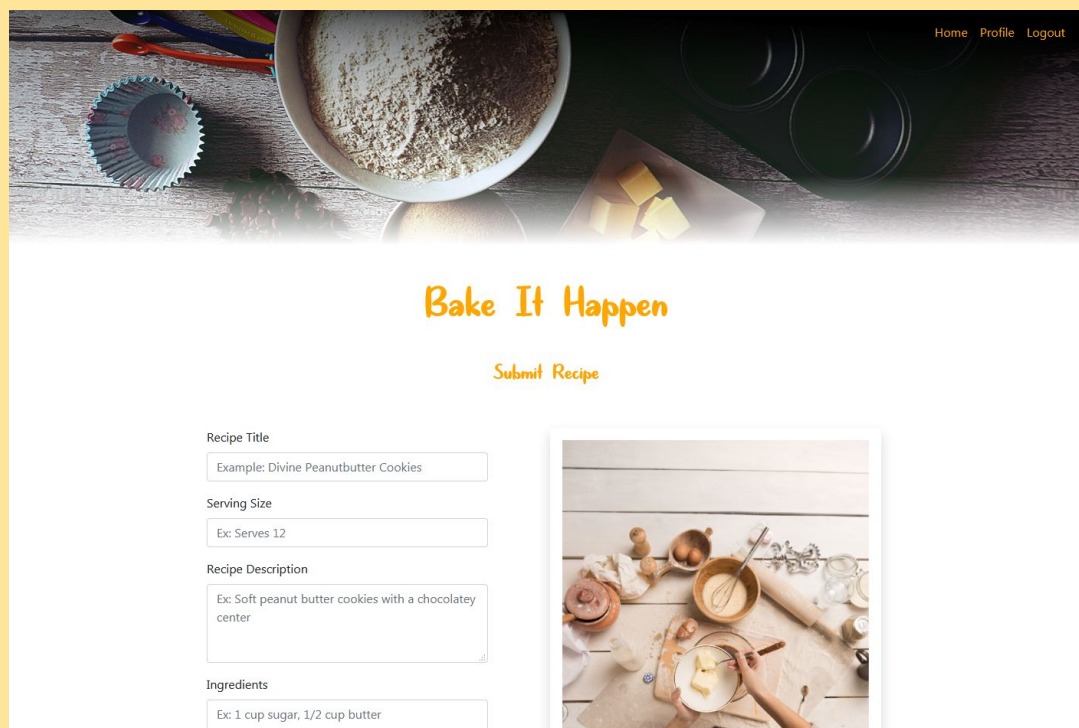 Home Profile Logout
Bake It Happen
Submit Recipe
Recipe Title
Example: Divine Peanutbutter Cookies
Serving Size
Ex: Serves 12
Recipe Description
Ex: Soft peanut butter cookies with a chocolatey
center
Ingredients
Ex: 1 cup sugar, 1/2 cup butter